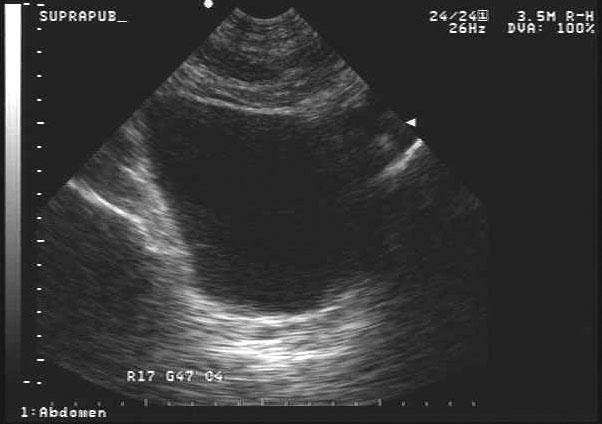 SUPRAPUB_
24/24 3.5M R-H
26Hz DVA: 100%
R17 G47 C4
1:Abdomen